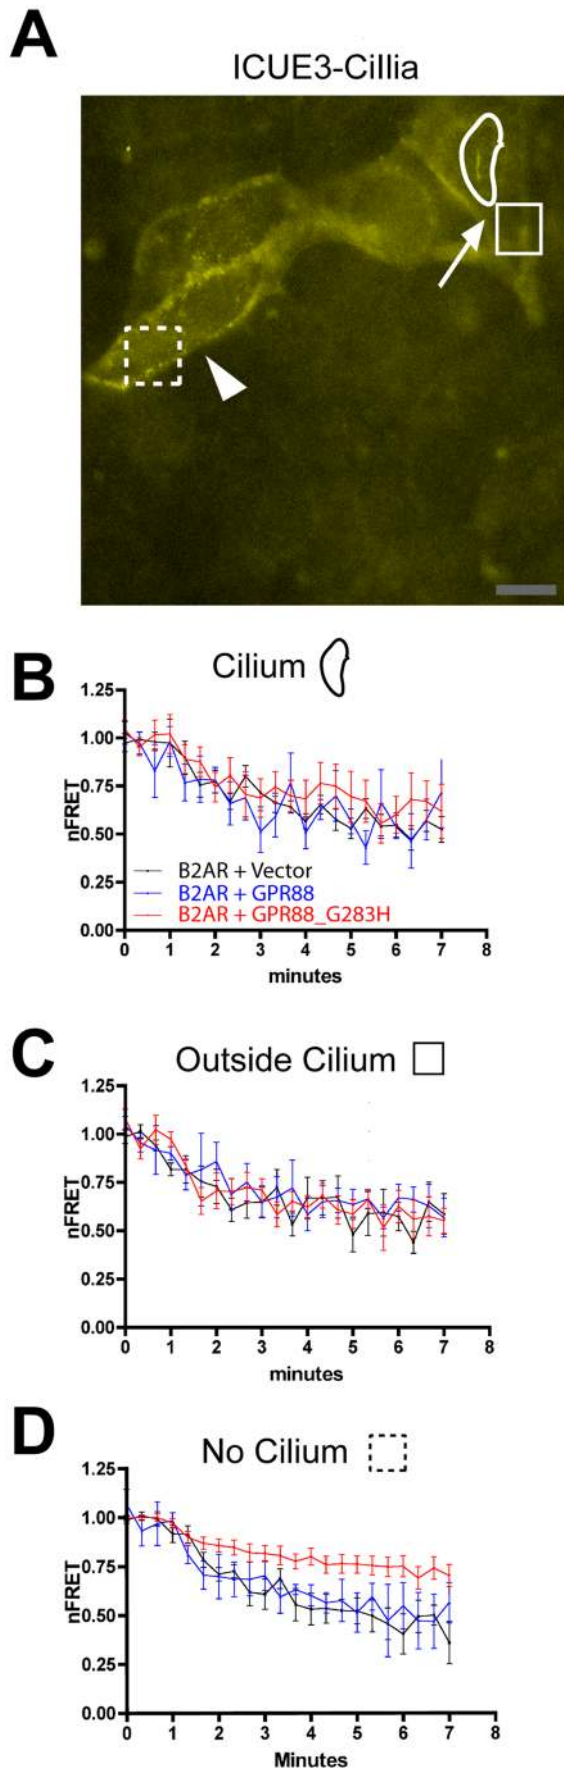 A
ICUE3-Cillia
B
Cilium
1.25
1.00
0.75
0.50
0.25
0.00
nFRET
B2AR + Vector
B2AR + GPR88
B2AR + GPR88_G283H
0 1 2 3 4 5 6 7 8
minutes
C
Outside Cilium
1.25
1.00
0.75
0.50
0.25
0.00
nFRET
0 1 2 3 4 5 6 7 8
minutes
D
No Cilium
1.25
1.00
0.75
0.50
0.25
0.00
nFRET
0 1 2 3 4 5 6 7 8
Minutes